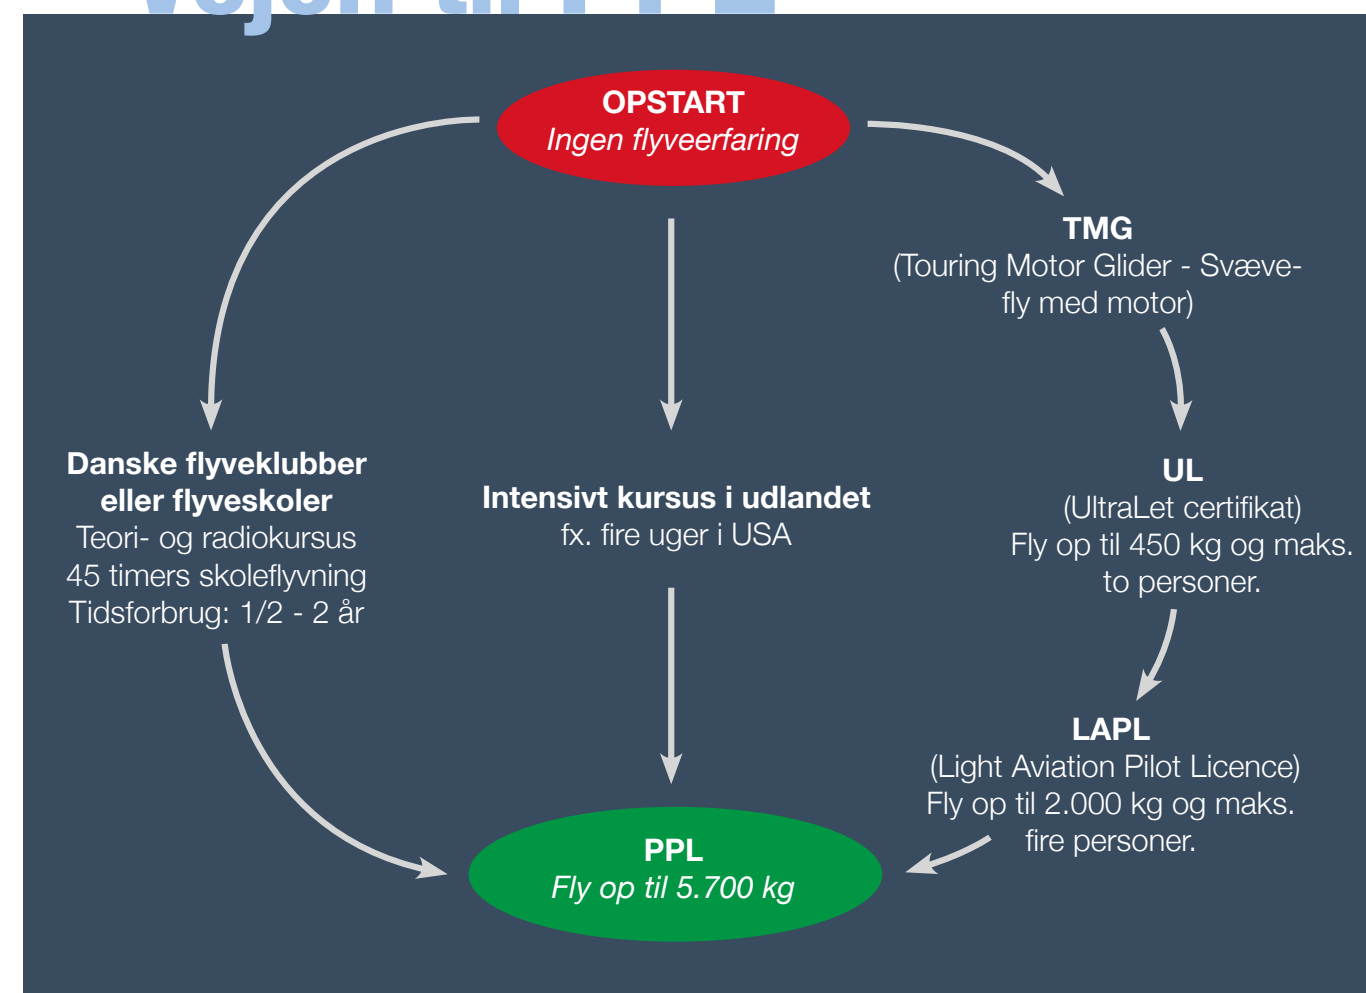 Vejen til PPL
OPSTART
Ingen flyveerfaring
TMG
(Touring Motor Glider - Svæve-
fly med motor)
Danske flyveklubber
eller flyveskoler
Teori- og radiokursus
45 timers skoleflyvning
Tidsforbrug: 1/2 - 2 år
Intensivt kursus i udlandet
fx. fire uger i USA
UL
(UltraLet certifikat)
Fly op til 450 kg og maks.
to personer.
LAPL
(Light Aviation Pilot Licence)
Fly op til 2.000 kg og maks.
fire personer.
PPL
Fly op til 5.700 kg